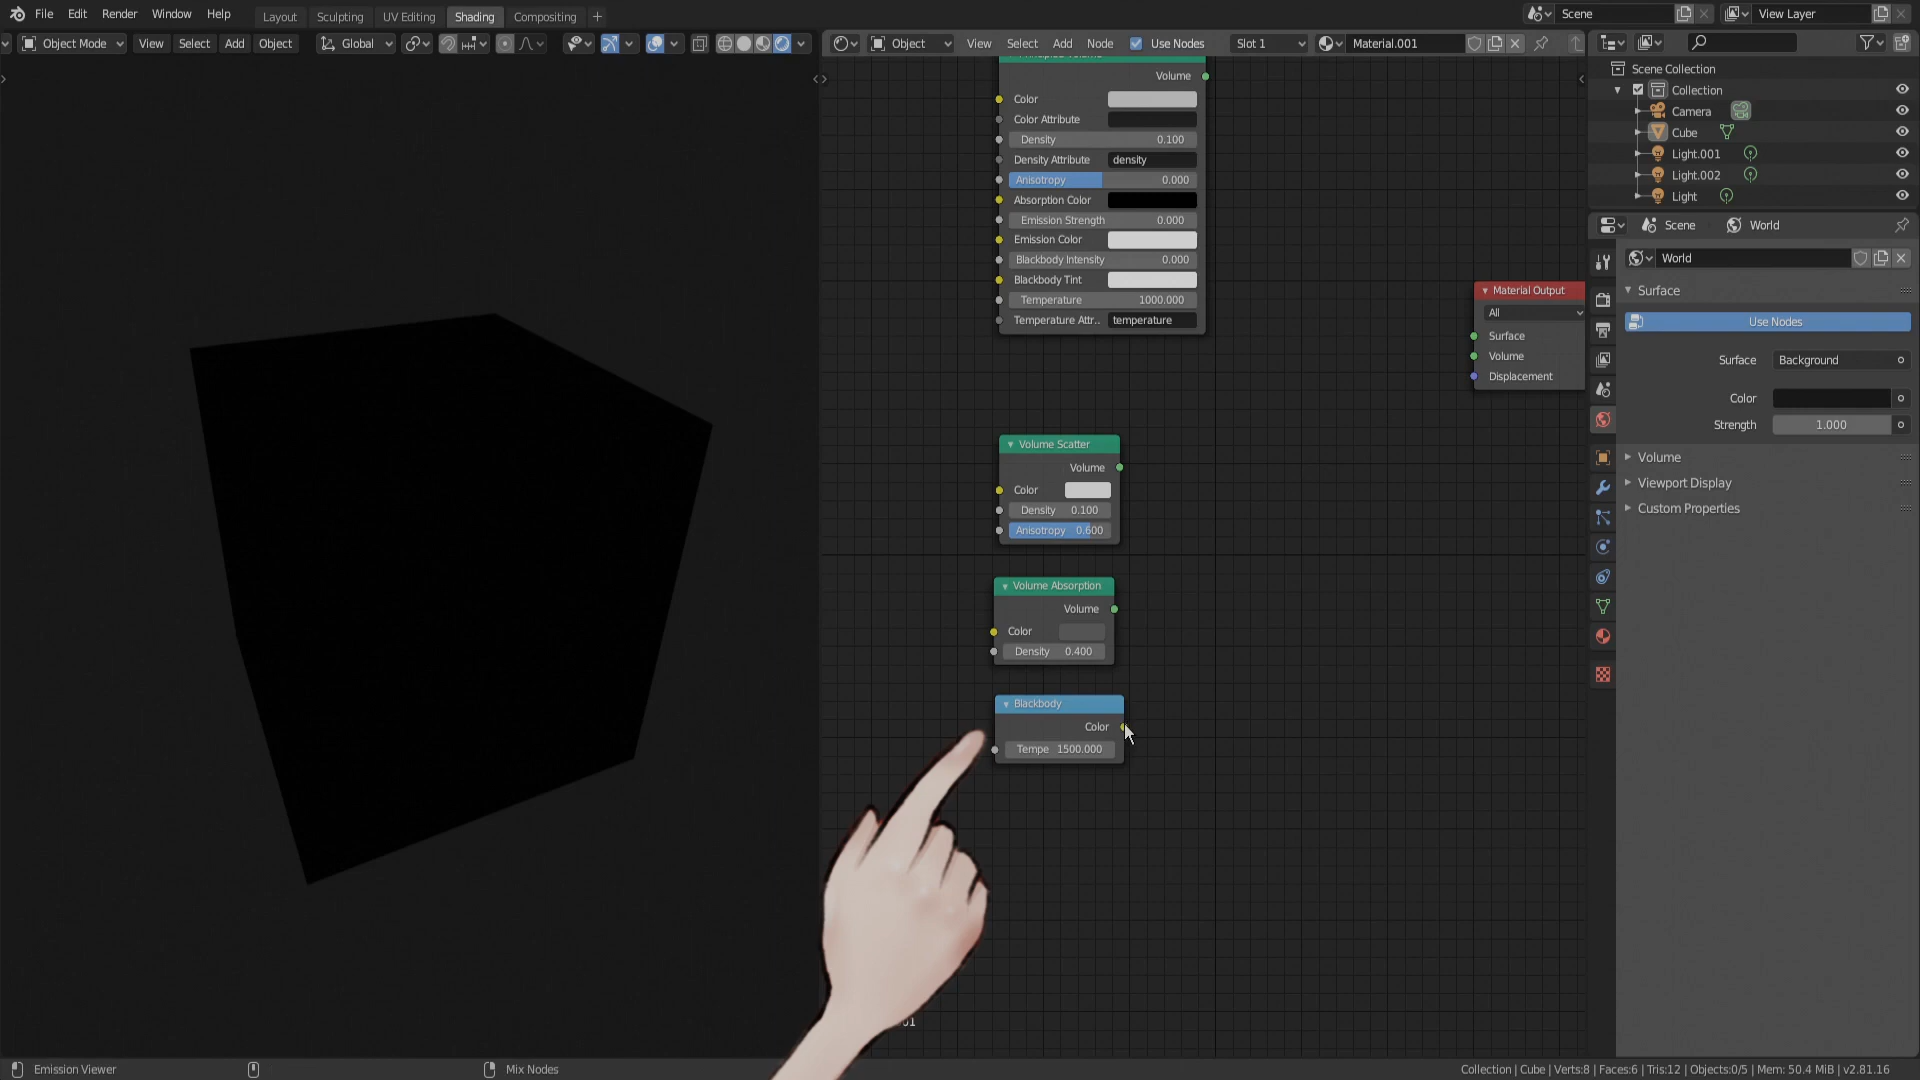 File Edit Render Window Help Layout Sculpting UV Editing Shading Compositing + Scene View Layer
Object Mode View Select Add Object Global Object View Select Add Node Use Nodes Slot 1 Material.001
Volume
Color
Color Attribute
Density 0.100
Density Attribute density
Anisotropy 0.000
Absorption Color
Emission Strength 0.000
Emission Color
Blackbody Intensity 0.000
Blackbody Tint
Temperature 1000.000
Temperature Attr.. temperature
Material Output
All
Surface
Volume
Displacement
Volume Scatter
Volume
Color
Density 0.100
Anisotropy 0.600
Volume Absorption
Volume
Color
Density 0.400
Blackbody
Color
Tempe 1500.000
Scene Collection
Collection
Camera
Cube
Light.001
Light.002
Light
Scene World
World
Surface
Use Nodes
Surface Background
Color
Strength 1.000
Volume
Viewport Display
Custom Properties
Emission Viewer Mix Nodes Collection | Cube | Verts:8 | Faces:6 | Tris:12 | Objects:0/5 | Mem: 50.4 MiB | v2.81.16